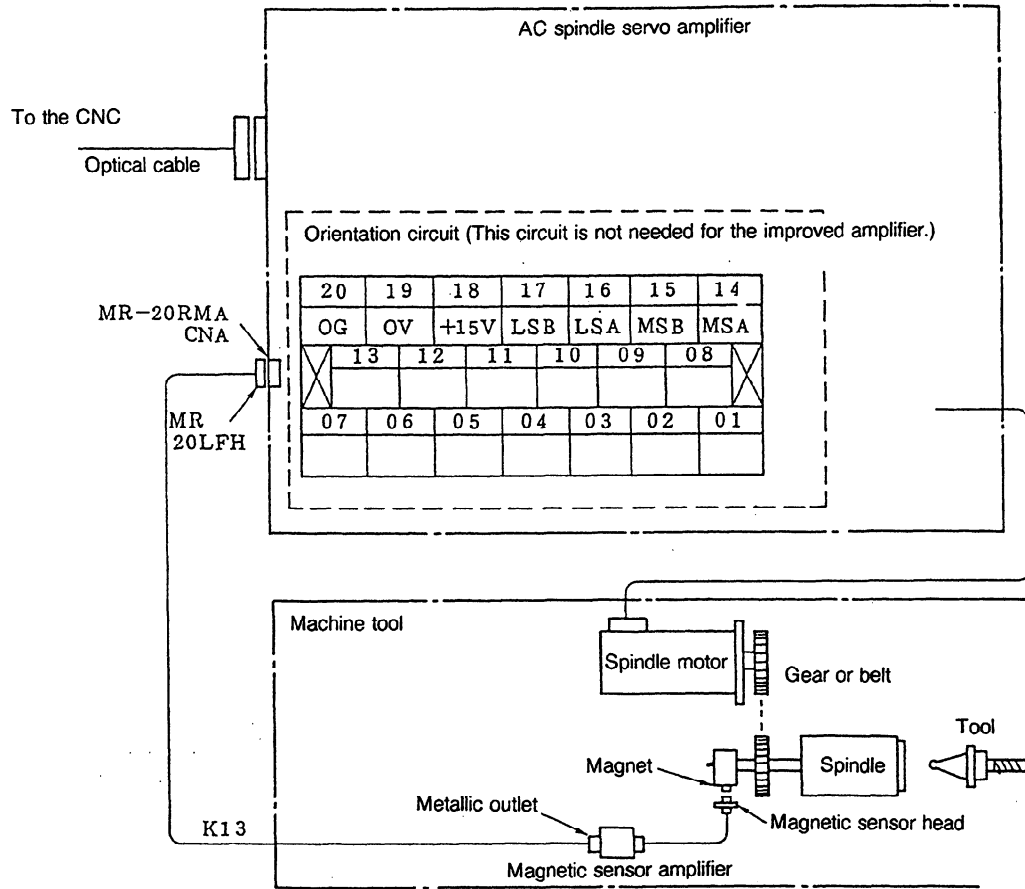 AC spindle servo amplifier
To the CNC
Optical cable
Orientation circuit (This circuit is not needed for the improved amplifier.)
20 19 18 17 16 15 14
OG OV +15V LSB LSA MSB MSA
13 12 11 10 09 08
07 06 05 04 03 02 01
MR-20RMA
CNA
MR
20LFH
Machine tool
Spindle motor
Gear or belt
Tool
Magnet
Spindle
Metallic outlet
Magnetic sensor head
K13
Magnetic sensor amplifier